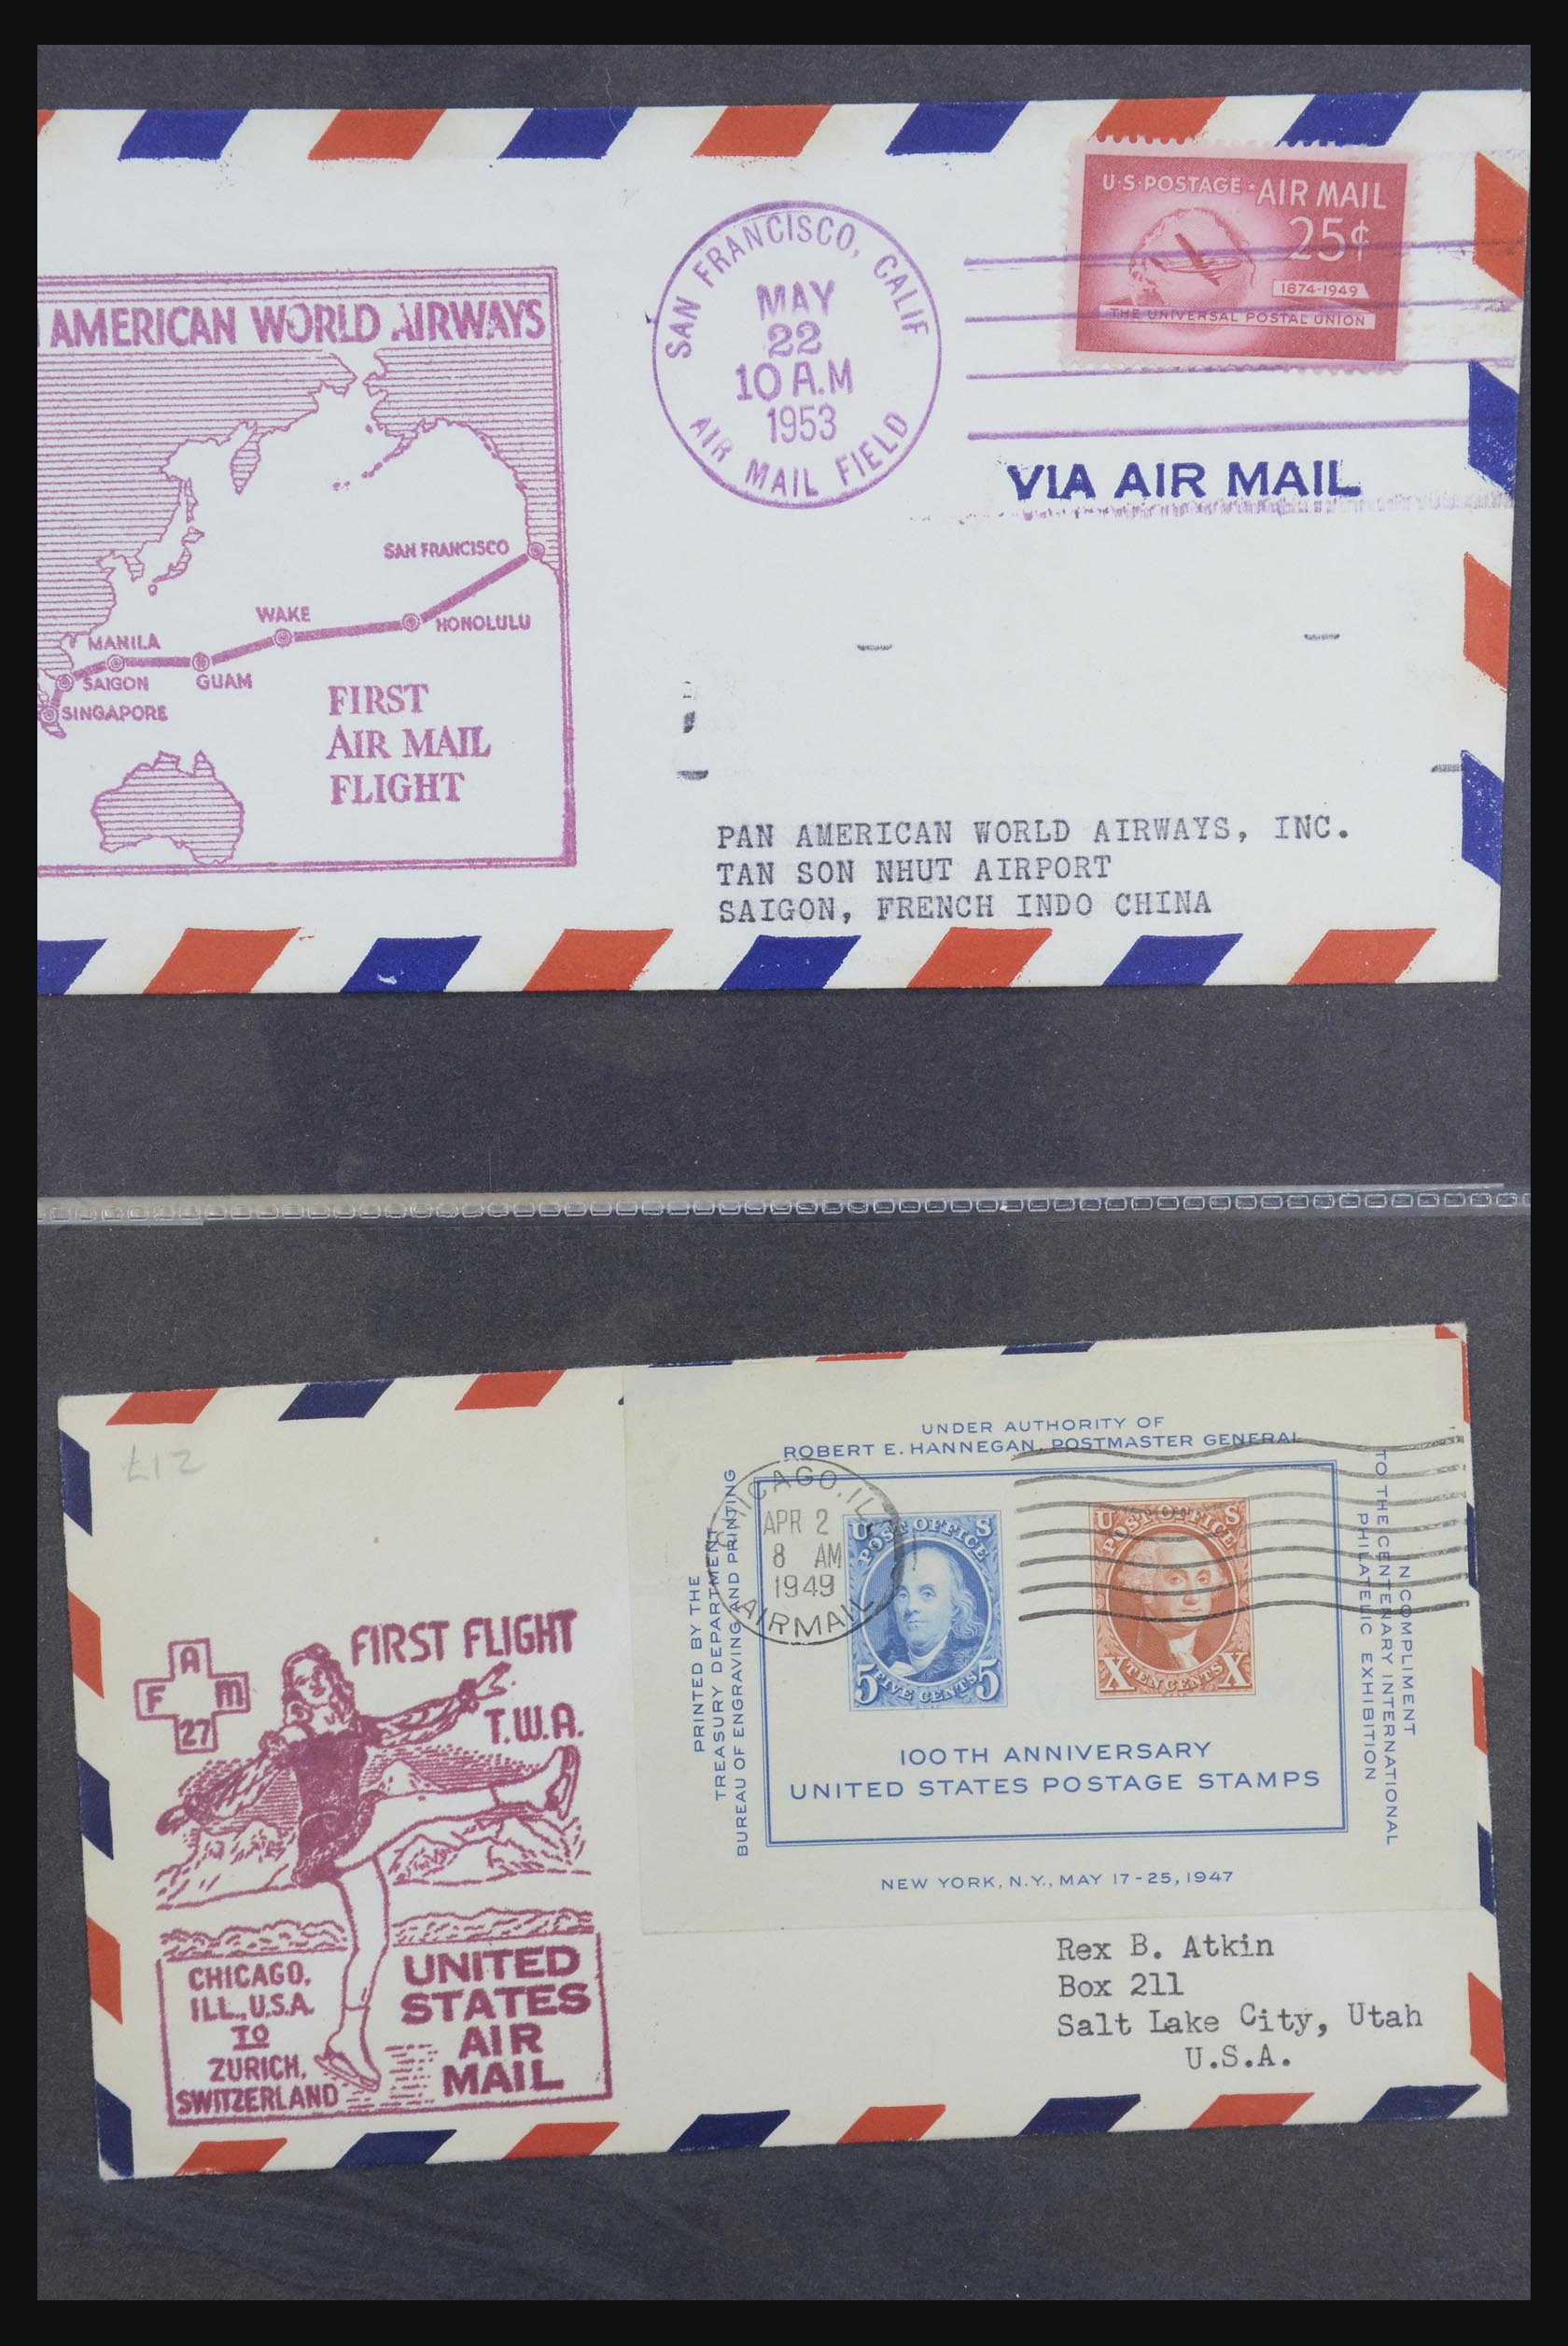 AMERICAN WORLD AIRWAYS
SAN FRANCISCO
HONOLULU
WAKE
GUAM
MANILA
SAIGON
SINGAPORE
FIRST
AIR MAIL
FLIGHT
SAN FRANCISCO, CALIF
MAY
22
10 A.M
1953
AIR MAIL FIELD
U·S·POSTAGE AIR MAIL
25¢
1874-1949
THE UNIVERSAL POSTAL UNION
VIA AIR MAIL
PAN AMERICAN WORLD AIRWAYS, INC.
TAN SON NHUT AIRPORT
SAIGON, FRENCH INDO CHINA
£12
A
F M
27
FIRST FLIGHT
T.W.A.
CHICAGO,
ILL., U.S.A.
TO
ZURICH,
SWITZERLAND
UNITED
STATES
AIR
MAIL
UNDER AUTHORITY OF
ROBERT E. HANNEGAN, POSTMASTER GENERAL
PRINTED BY THE
TREASURY DEPARTMENT
BUREAU OF ENGRAVING AND PRINTING
CHICAGO, ILL
APR 2
8 AM
1949
AIRMAIL
U S
POST OFFICE
5 FIVE CENTS 5
U S
POST OFFICE
X TEN CENTS X
IN COMPLIMENT
TO THE CENTENARY INTERNATIONAL
PHILATELIC EXHIBITION
100TH ANNIVERSARY
UNITED STATES POSTAGE STAMPS
NEW YORK, N.Y., MAY 17-25, 1947
Rex B. Atkin
Box 211
Salt Lake City, Utah
U.S.A.